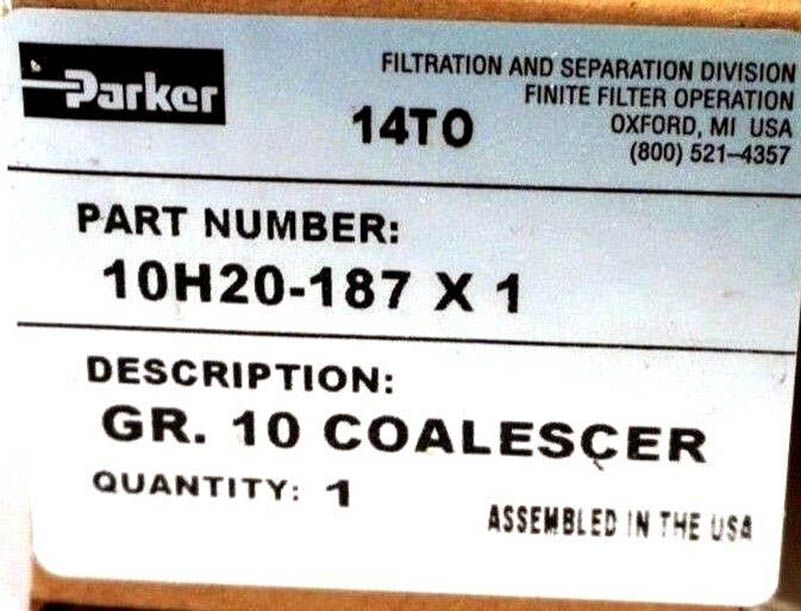 Parker
FILTRATION AND SEPARATION DIVISION
FINITE FILTER OPERATION
14T0
OXFORD, MI USA
(800) 521-4357
PART NUMBER:
10H20-187 X 1
DESCRIPTION:
GR. 10 COALESCER
QUANTITY: 1
ASSEMBLED IN THE USA